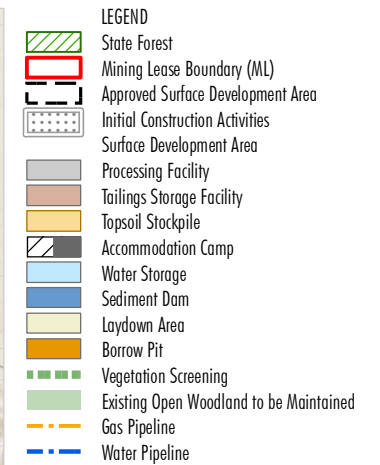 LEGEND
State Forest
Mining Lease Boundary (ML)
Approved Surface Development Area
Initial Construction Activities
Surface Development Area
Processing Facility
Tailings Storage Facility
Topsoil Stockpile
Accommodation Camp
Water Storage
Sediment Dam
Laydown Area
Borrow Pit
Vegetation Screening
Existing Open Woodland to be Maintained
Gas Pipeline
Water Pipeline